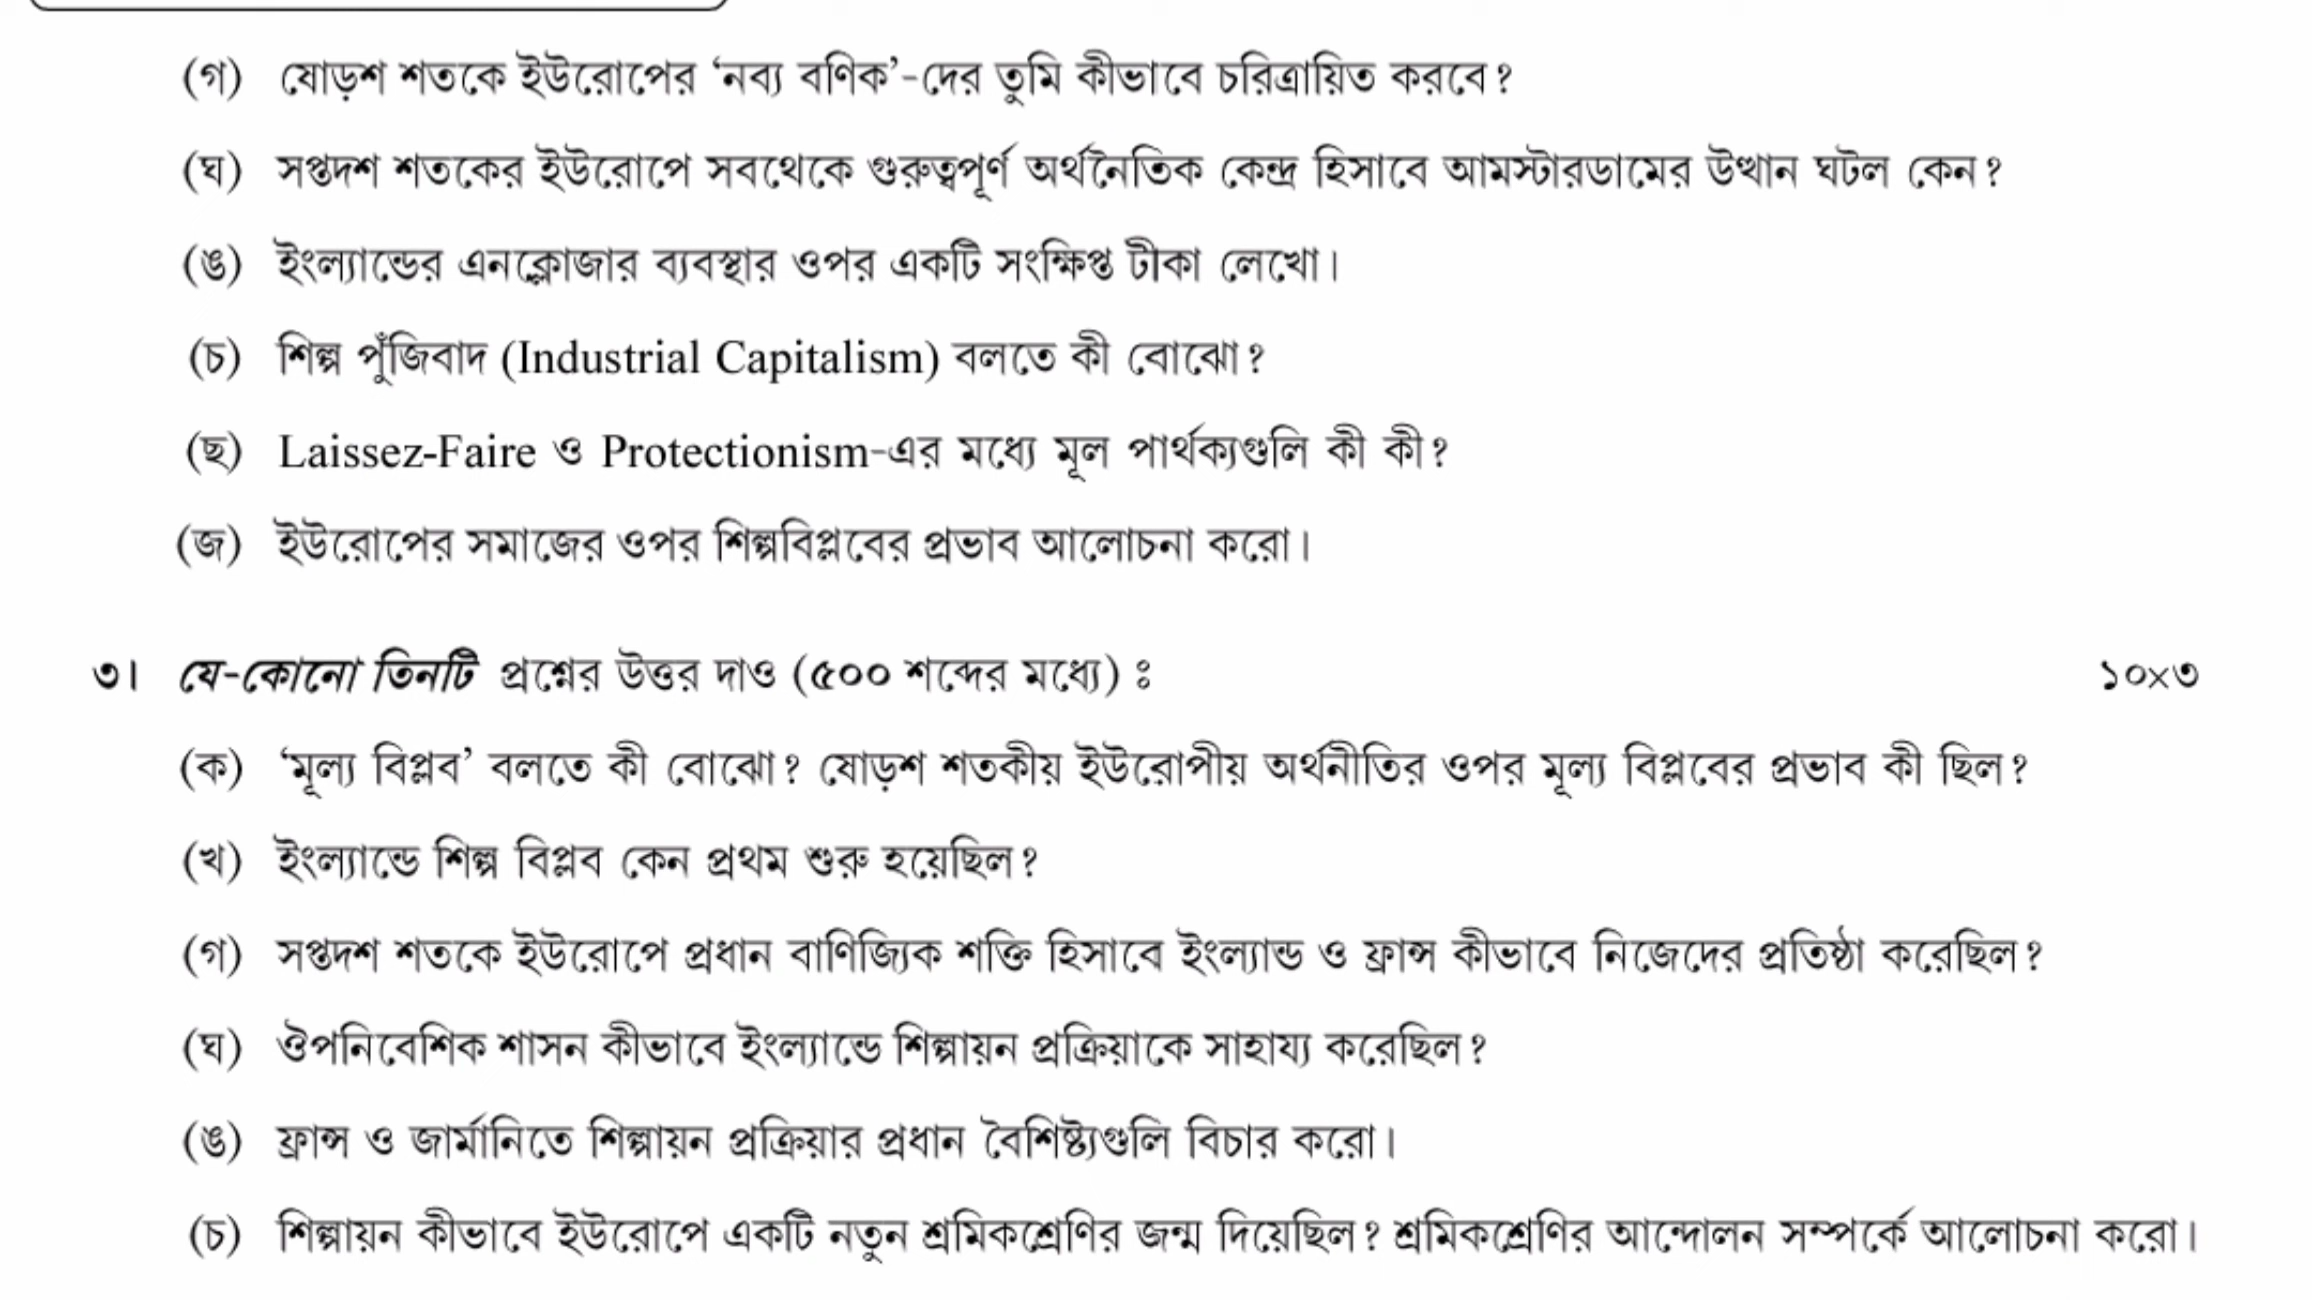 (গ) ষোড়শ শতকে ইউরোপের ‘নব্য বণিক’-দের তুমি কীভাবে চরিত্রায়িত করবে?
(ঘ) সপ্তদশ শতকের ইউরোপে সবথেকে গুরুত্বপূর্ণ অর্থনৈতিক কেন্দ্র হিসাবে আমস্টারডামের উত্থান ঘটল কেন?
(ঙ) ইংল্যান্ডের এনক্লোজার ব্যবস্থার ওপর একটি সংক্ষিপ্ত টীকা লেখো।
(চ) শিল্প পুঁজিবাদ (Industrial Capitalism) বলতে কী বোঝো?
(ছ) Laissez-Faire ও Protectionism-এর মধ্যে মূল পার্থক্যগুলি কী কী?
(জ) ইউরোপের সমাজের ওপর শিল্পবিপ্লবের প্রভাব আলোচনা করো।
৩। যে-কোনো তিনটি প্রশ্নের উত্তর দাও (৫০০ শব্দের মধ্যে) ঃ ১০×৩
(ক) ‘মূল্য বিপ্লব’ বলতে কী বোঝো? ষোড়শ শতকীয় ইউরোপীয় অর্থনীতির ওপর মূল্য বিপ্লবের প্রভাব কী ছিল?
(খ) ইংল্যান্ডে শিল্প বিপ্লব কেন প্রথম শুরু হয়েছিল?
(গ) সপ্তদশ শতকে ইউরোপে প্রধান বাণিজ্যিক শক্তি হিসাবে ইংল্যান্ড ও ফ্রান্স কীভাবে নিজেদের প্রতিষ্ঠা করেছিল?
(ঘ) ঔপনিবেশিক শাসন কীভাবে ইংল্যান্ডে শিল্পায়ন প্রক্রিয়াকে সাহায্য করেছিল?
(ঙ) ফ্রান্স ও জার্মানিতে শিল্পায়ন প্রক্রিয়ার প্রধান বৈশিষ্ট্যগুলি বিচার করো।
(চ) শিল্পায়ন কীভাবে ইউরোপে একটি নতুন শ্রমিকশ্রেণির জন্ম দিয়েছিল? শ্রমিকশ্রেণির আন্দোলন সম্পর্কে আলোচনা করো।